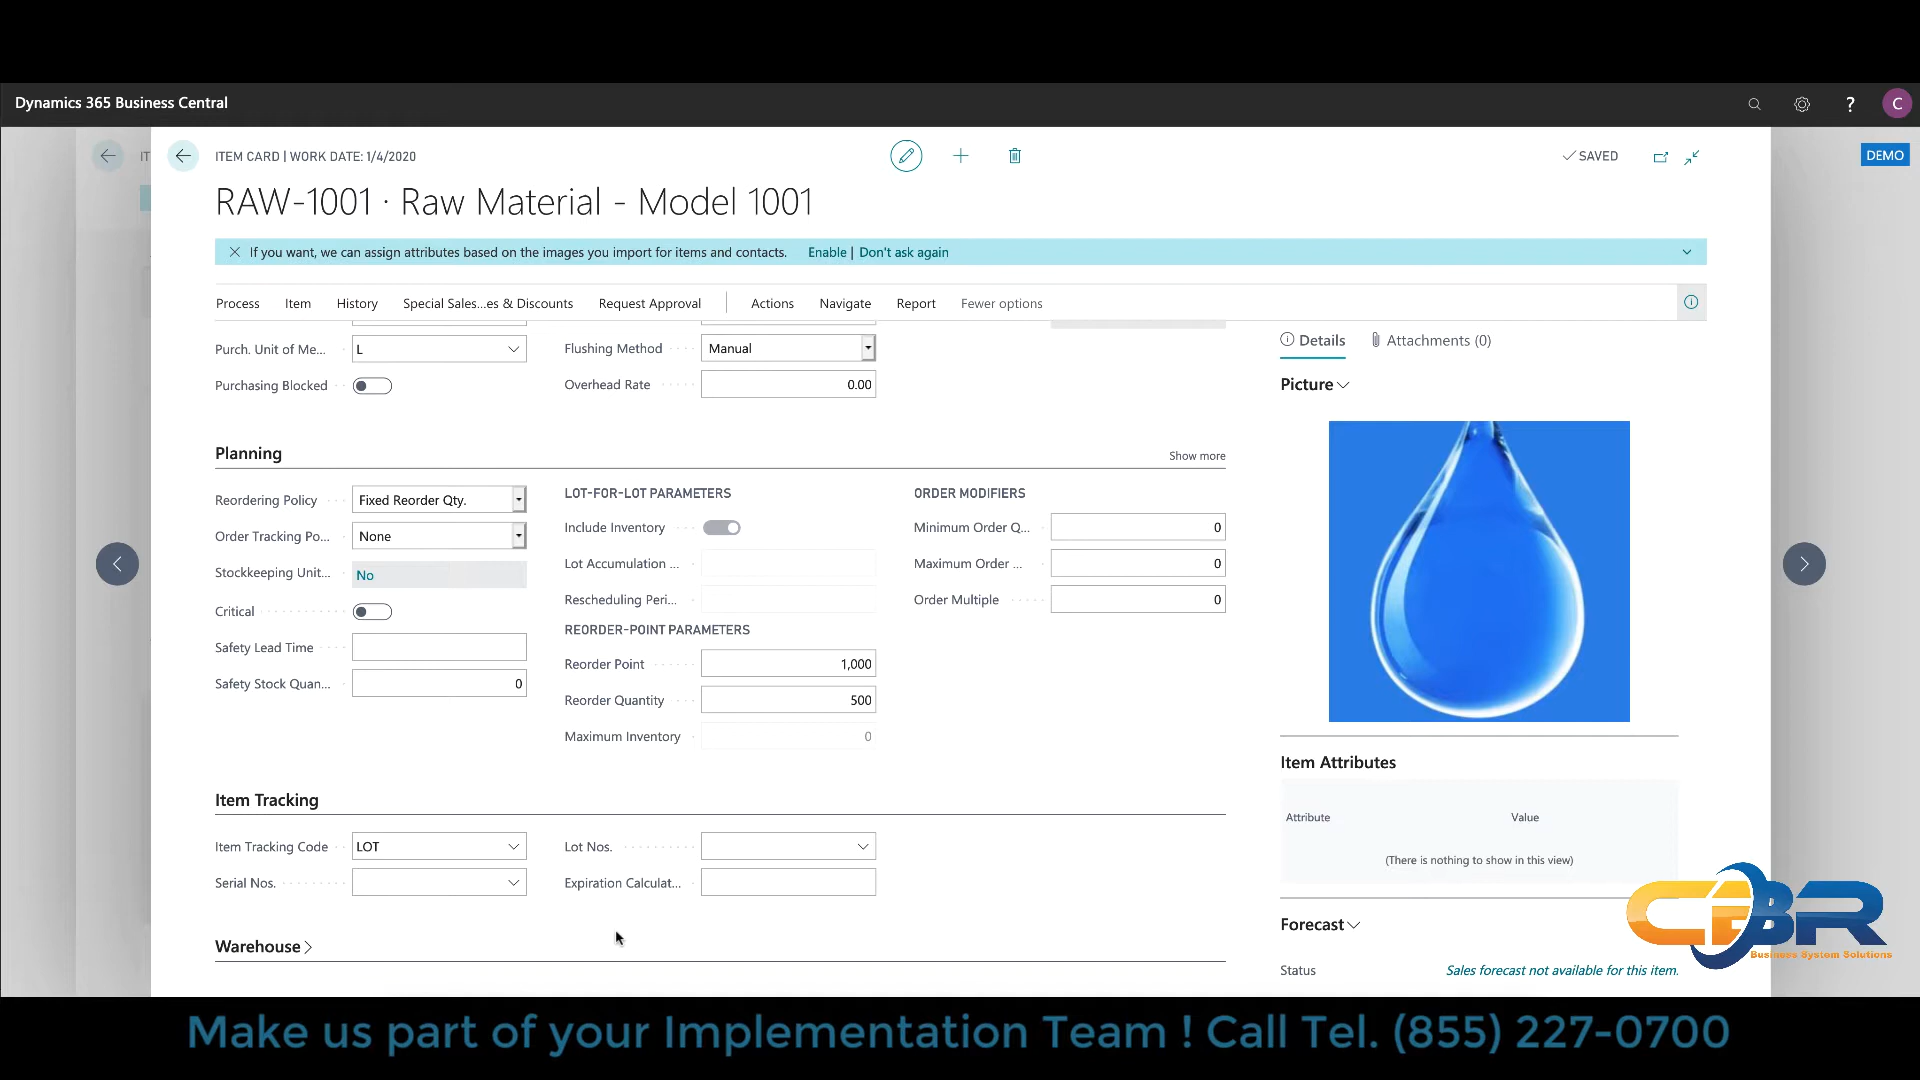 Dynamics 365 Business Central
?
C
IT
ITEM CARD | WORK DATE: 1/4/2020
SAVED
DEMO
RAW-1001 · Raw Material - Model 1001
If you want, we can assign attributes based on the images you import for items and contacts. Enable | Don't ask again
Process Item History Special Sales...es & Discounts Request Approval Actions Navigate Report Fewer options
Purch. Unit of Me... L
Flushing Method Manual
Purchasing Blocked
Overhead Rate 0.00
Planning
Show more
Reordering Policy Fixed Reorder Qty.
Order Tracking Po... None
Stockkeeping Unit... No
Critical
Safety Lead Time
Safety Stock Quan... 0
LOT-FOR-LOT PARAMETERS
Include Inventory
Lot Accumulation ...
Rescheduling Peri...
REORDER-POINT PARAMETERS
Reorder Point 1,000
Reorder Quantity 500
Maximum Inventory 0
ORDER MODIFIERS
Minimum Order Q... 0
Maximum Order ... 0
Order Multiple 0
Item Tracking
Item Tracking Code LOT
Serial Nos.
Lot Nos.
Expiration Calculat...
Warehouse
Details Attachments (0)
Picture
Item Attributes
Attribute Value
(There is nothing to show in this view)
Forecast
Status Sales forecast not available for this item.
CBR
Business System Solutions
Make us part of your Implementation Team ! Call Tel. (855) 227-0700